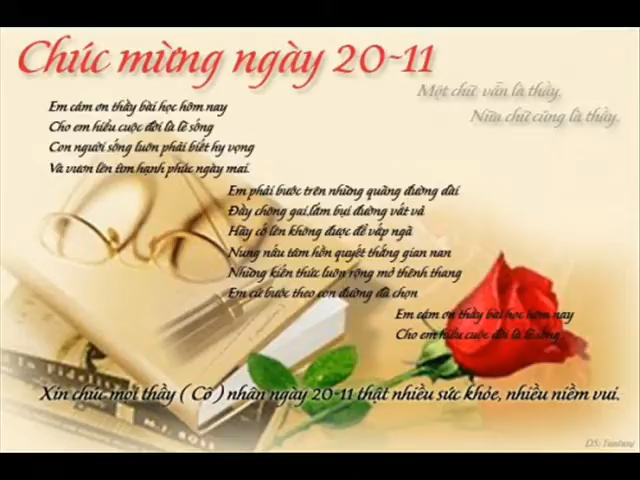 Chúc mừng ngày 20-11
Một chữ vẫn là thầy,
Nữa chữ cũng là thầy.
Em cám ơn thầy bài học hôm nay
Cho em hiểu cuộc đời là lẽ sống
Con người sống luôn phải biết hy vọng
Và vươn lên tìm hạnh phúc ngày mai.
Em phải bước trên những quãng đường dài
Đầy chông gai,lấm bụi đường vất vả
Hãy cố lên không được để vấp ngã
Nung nấu tâm hồn quyết thắng gian nan
Những kiến thức luôn rộng mở thênh thang
Em cứ bước theo con đường đã chọn
Em cám ơn thầy bài học hôm nay
Cho em hiểu cuộc đời là lẽ sống
Xin chúc mọi thầy ( Cô ) nhân ngày 20-11 thật nhiều sức khỏe, nhiều niềm vui.
M.J. ROSE
DS: